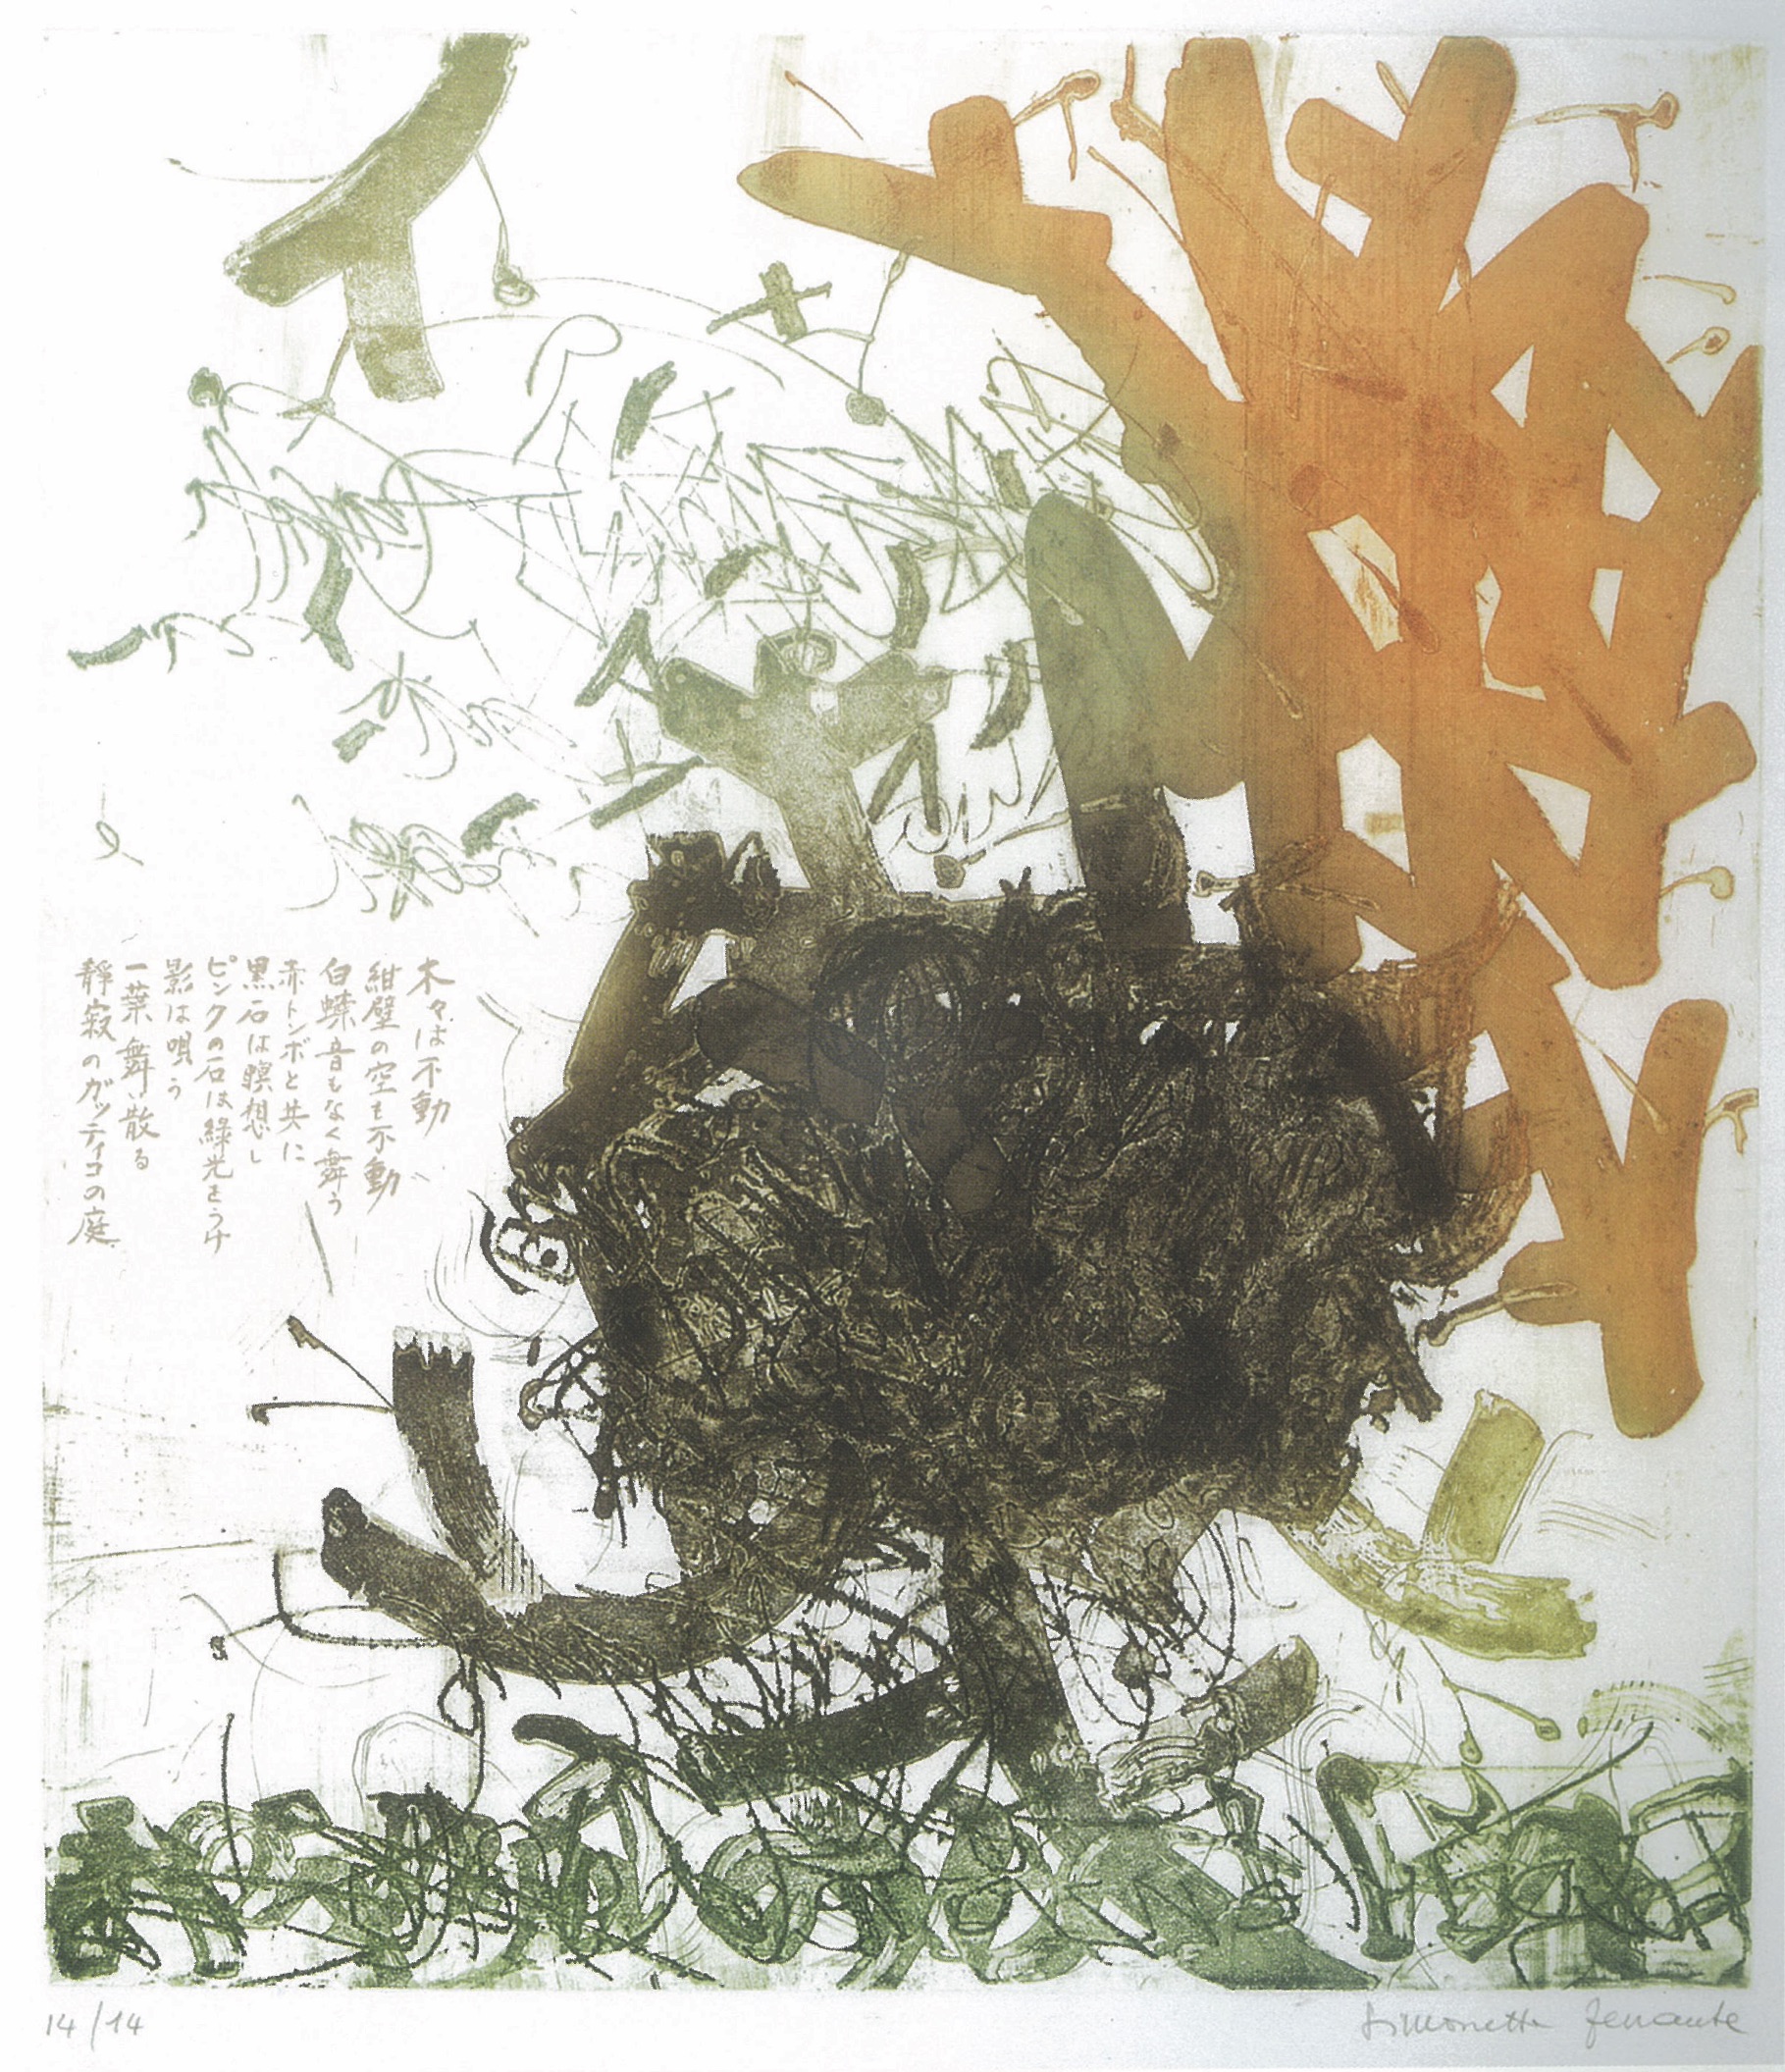 木々は不動
紺壁の空も不動
白蝶音もなく舞う
赤トンボと共に
黒石は瞑想し
ピンクの石は緑光をうけ
影は唄う
一葉舞い散る
靜寂のガッティコの庭
14/14
Simonetta Ferrante